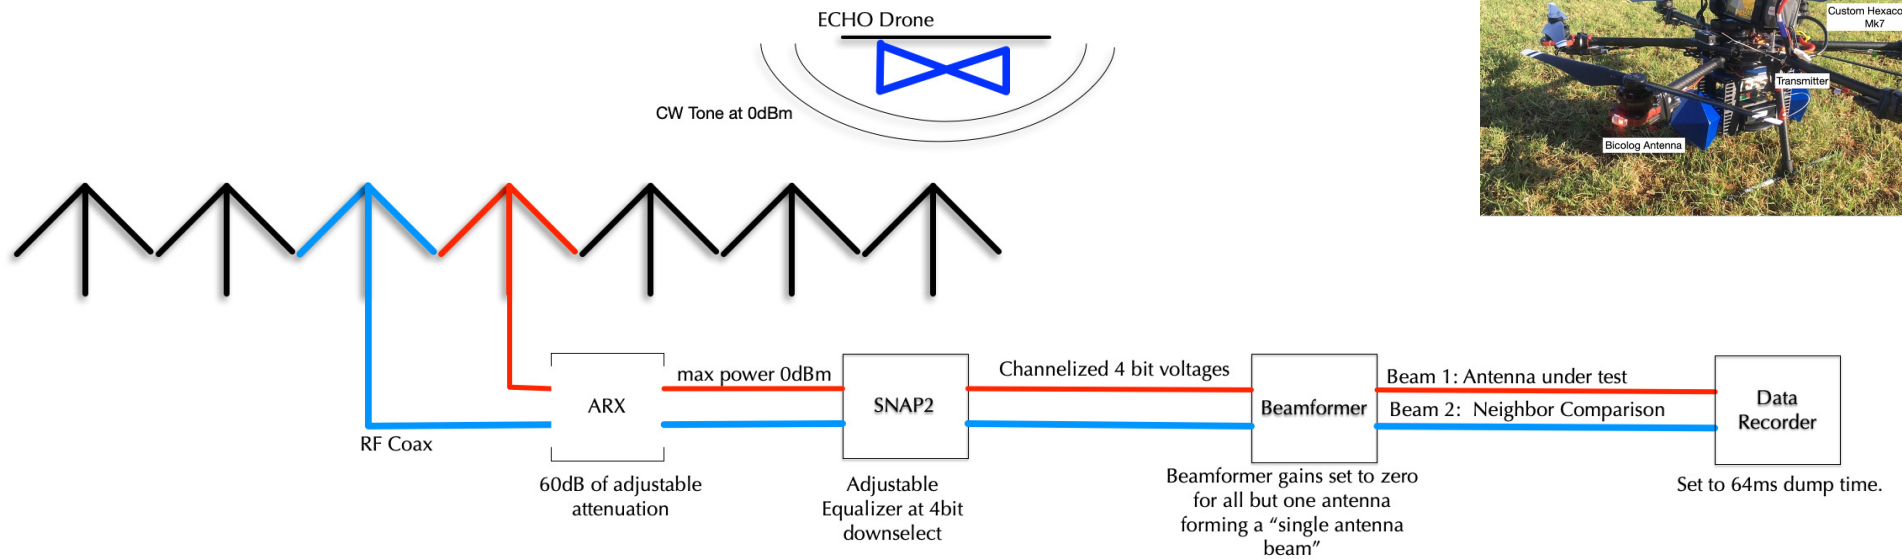 ECHO Drone
Custom Hexaco
Mk7
Transmitter
CW Tone at 0dBm
Bicolog Antenna
max power 0dBm
Channelized 4 bit voltages
Beam 1: Antenna under test
ARX
SNAP2
Beamformer
Beam 2:  Neighbor Comparison
Data
Recorder
RF Coax
60dB of adjustable
attenuation
Adjustable
Equalizer at 4bit
downselect
Beamformer gains set to zero
for all but one antenna
forming a “single antenna
beam”
Set to 64ms dump time.